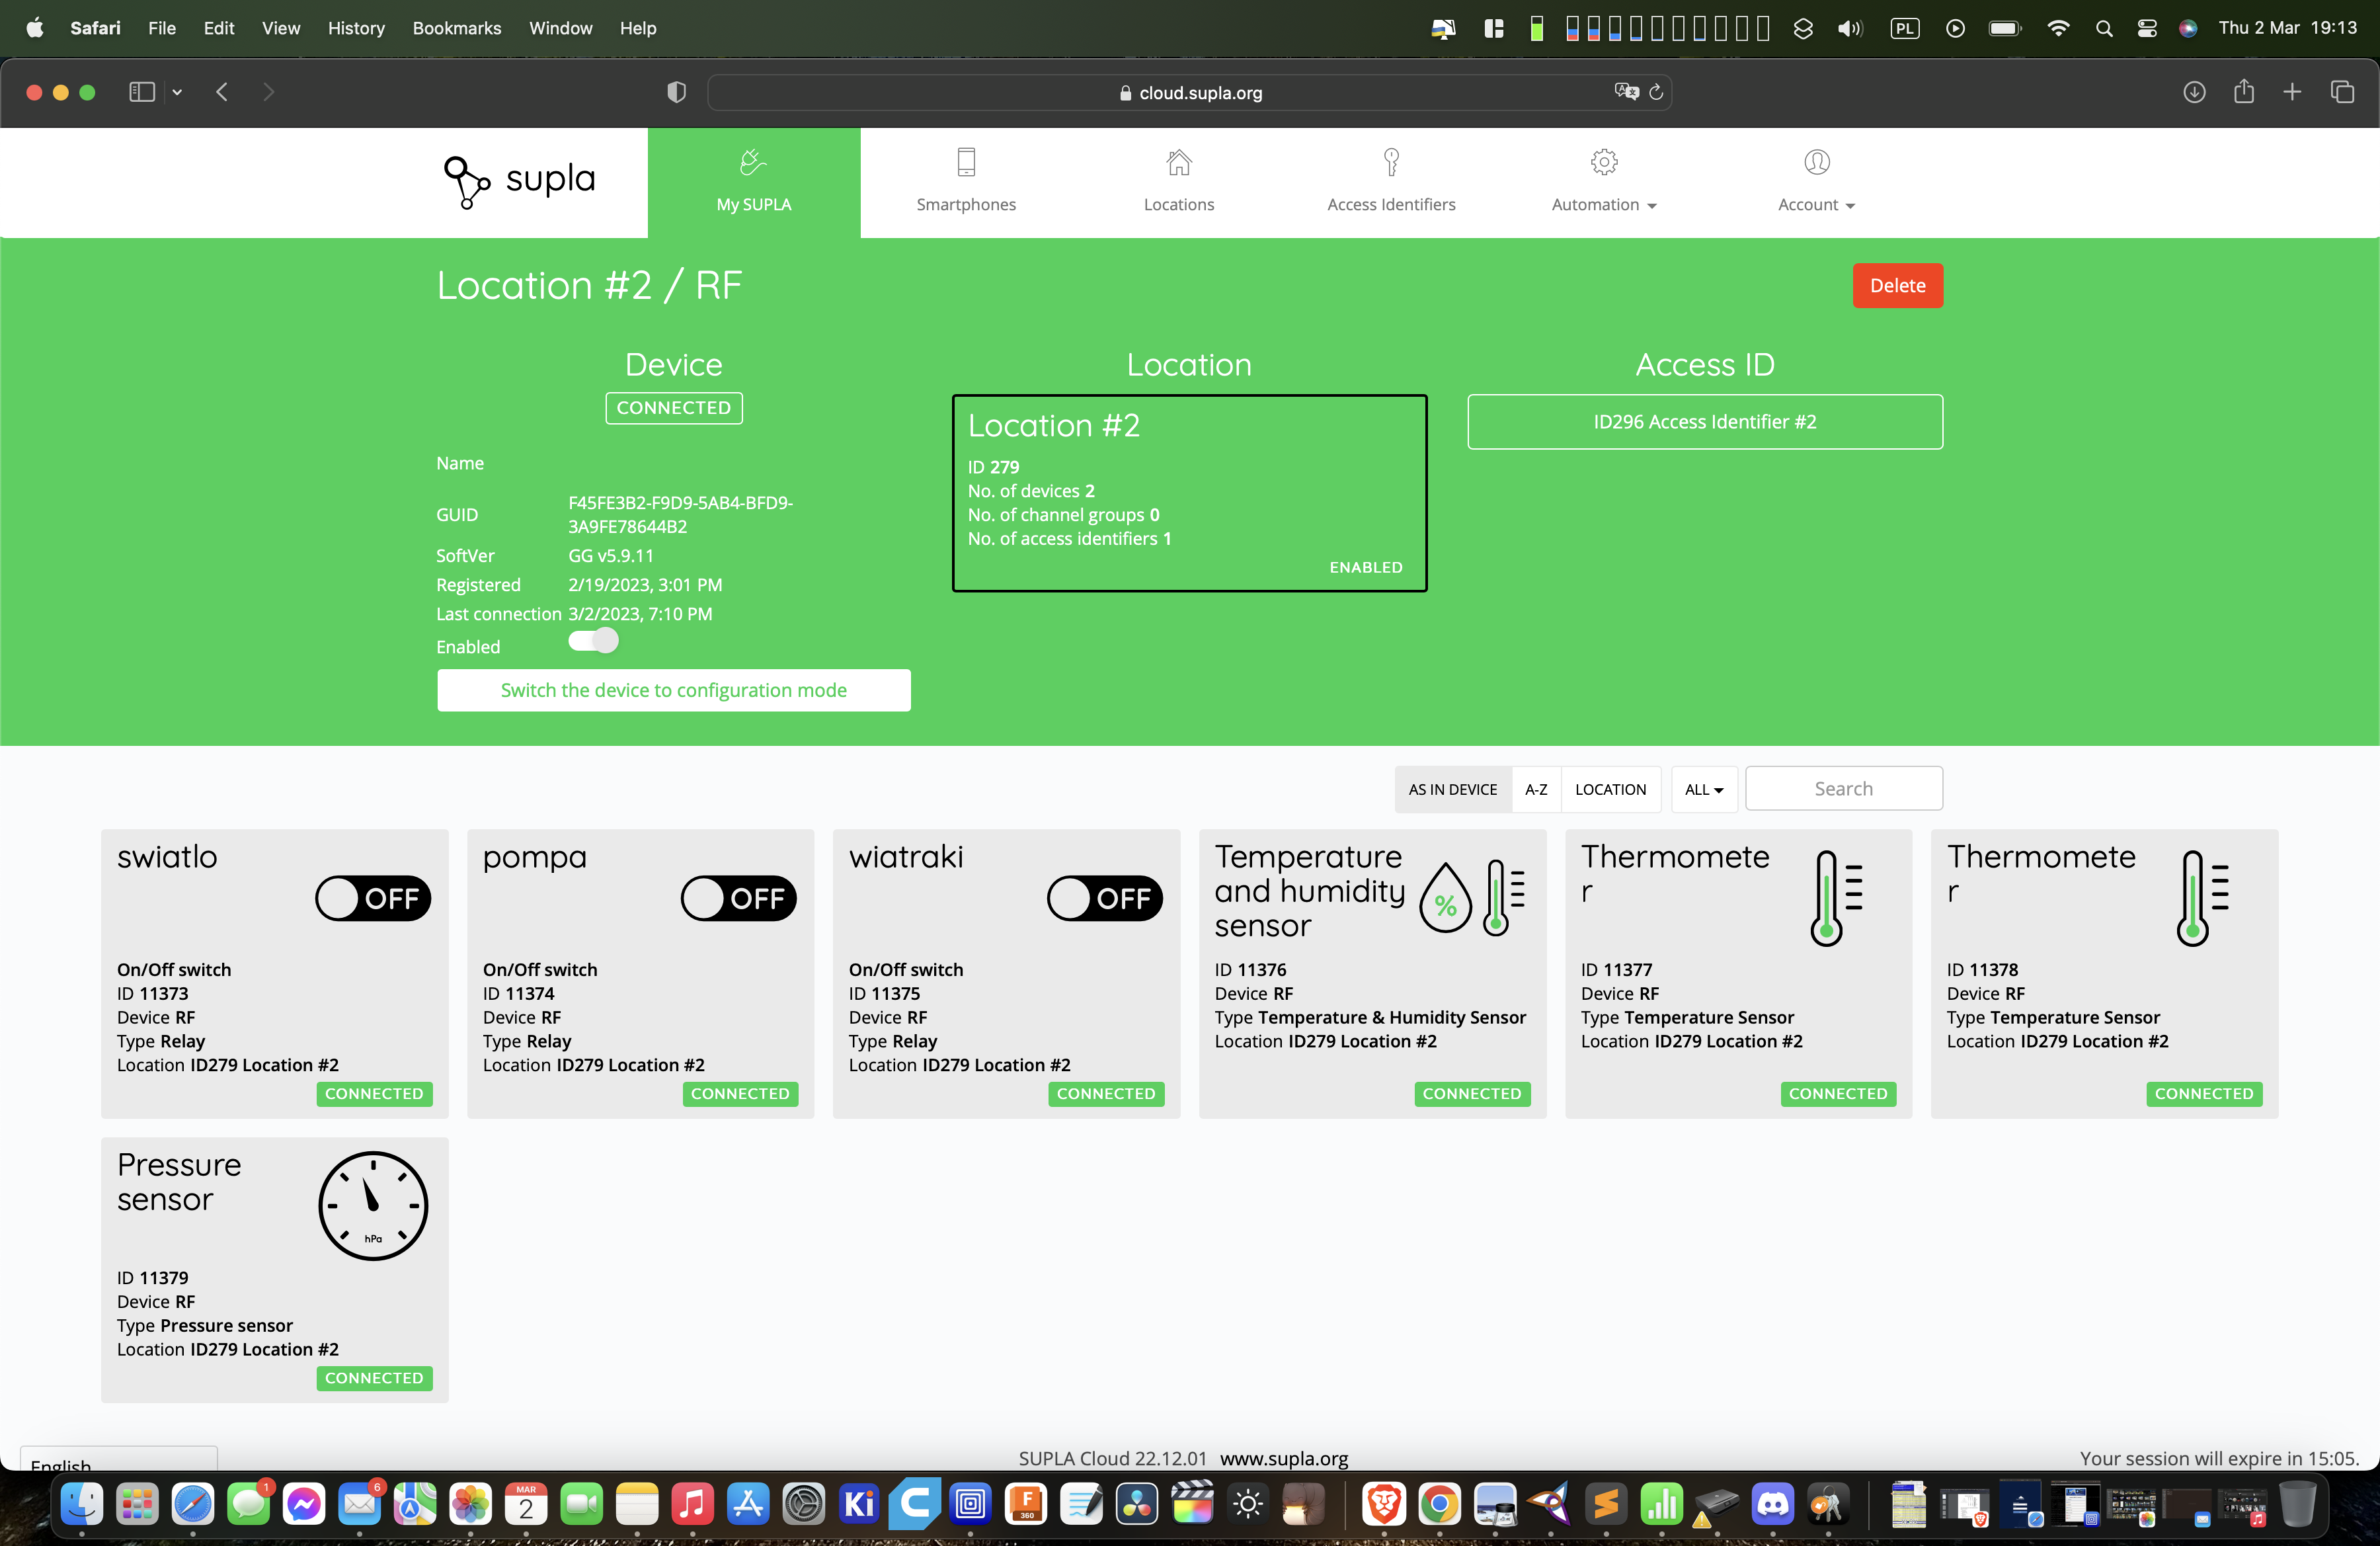 Safari File Edit View History Bookmarks Window Help PL Thu 2 Mar 19:13
cloud.supla.org
supla
My SUPLA
Smartphones
Locations
Access Identifiers
Automation
Account
Location #2 / RF
Delete
Device
CONNECTED
Name
GUID F45FE3B2-F9D9-5AB4-BFD9-
3A9FE78644B2
SoftVer GG v5.9.11
Registered 2/19/2023, 3:01 PM
Last connection 3/2/2023, 7:10 PM
Enabled
Switch the device to configuration mode
Location
Location #2
ID 279
No. of devices 2
No. of channel groups 0
No. of access identifiers 1
ENABLED
Access ID
ID296 Access Identifier #2
AS IN DEVICE A-Z LOCATION ALL Search
swiatlo
OFF
On/Off switch
ID 11373
Device RF
Type Relay
Location ID279 Location #2
CONNECTED
pompa
OFF
On/Off switch
ID 11374
Device RF
Type Relay
Location ID279 Location #2
CONNECTED
wiatraki
OFF
On/Off switch
ID 11375
Device RF
Type Relay
Location ID279 Location #2
CONNECTED
Temperature
and humidity
sensor
%
ID 11376
Device RF
Type Temperature & Humidity Sensor
Location ID279 Location #2
CONNECTED
Thermomete
r
ID 11377
Device RF
Type Temperature Sensor
Location ID279 Location #2
CONNECTED
Thermomete
r
ID 11378
Device RF
Type Temperature Sensor
Location ID279 Location #2
CONNECTED
Pressure
sensor
hPa
ID 11379
Device RF
Type Pressure sensor
Location ID279 Location #2
CONNECTED
English
SUPLA Cloud 22.12.01 www.supla.org
Your session will expire in 15:05.
1
6
MAR
2
Ki
C
F
360